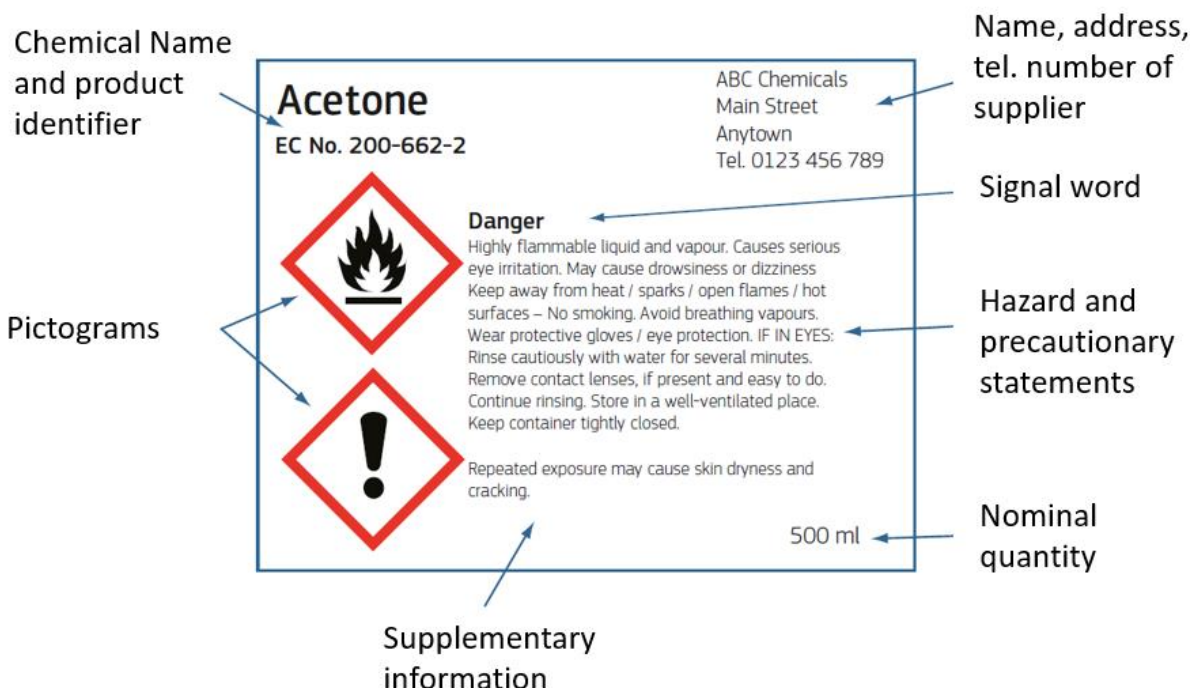 Chemical Name
and product
identifier
Name, address,
tel. number of
supplier
Acetone
EC No. 200-662-2
ABC Chemicals
Main Street
Anytown
Tel. 0123 456 789
Signal word
Danger
Highly flammable liquid and vapour. Causes serious
eye irritation. May cause drowsiness or dizziness
Keep away from heat / sparks / open flames / hot
surfaces – No smoking. Avoid breathing vapours.
Wear protective gloves / eye protection. IF IN EYES:
Rinse cautiously with water for several minutes.
Remove contact lenses, if present and easy to do.
Continue rinsing. Store in a well-ventilated place.
Keep container tightly closed.
Repeated exposure may cause skin dryness and
cracking.
Pictograms
Hazard and
precautionary
statements
500 ml
Nominal
quantity
Supplementary
information